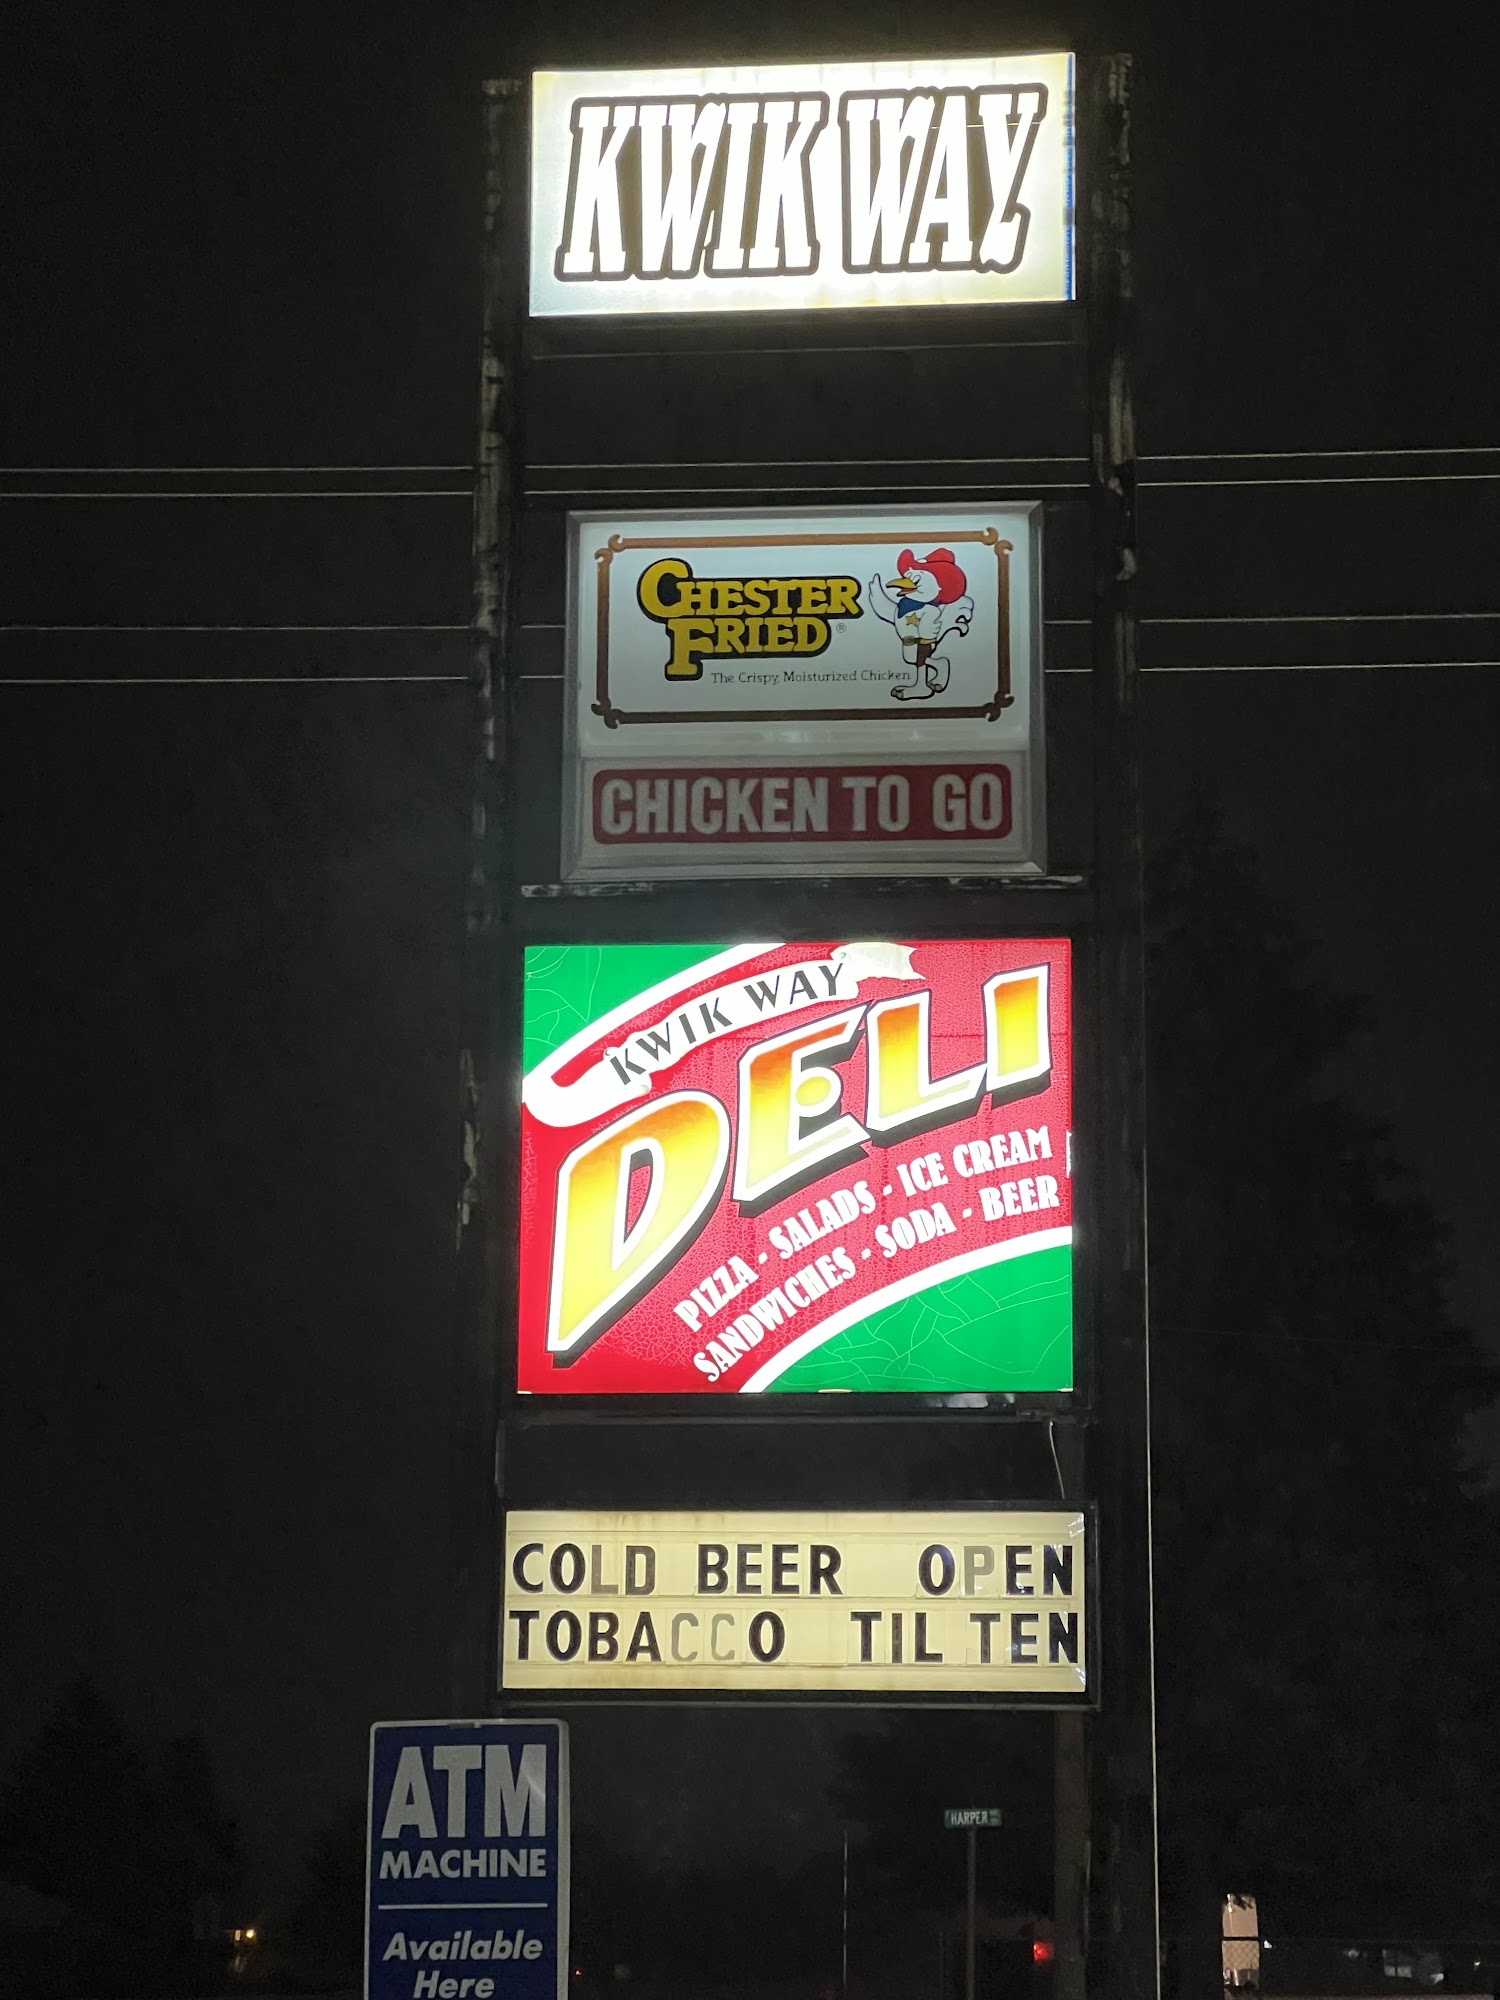 KWIK WAY
CHESTER
FRIED®
The Crispy, Moisturized Chicken
CHICKEN TO GO
KWIK WAY
DELI
PIZZA - SALADS - ICE CREAM
SANDWICHES - SODA - BEER
COLD BEER OPEN
TOBACCO TIL TEN
ATM
MACHINE
Available
Here
HARPER